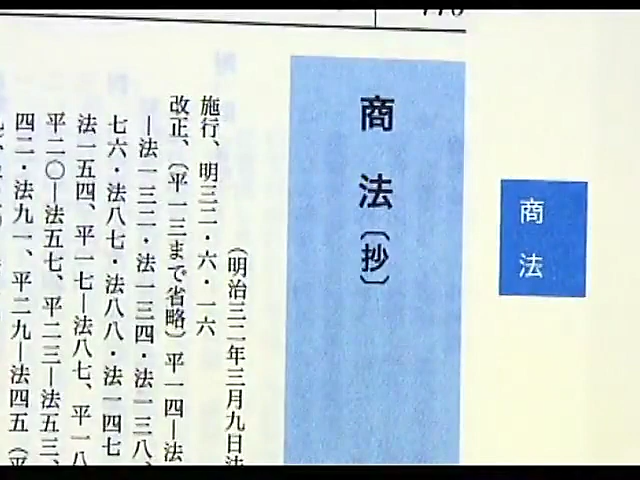 商法
商法〔抄〕
（明治三二年三月九日法
施行、明三二・六・一六
改正、（平一三まで省略）平一四―法
―法一三二・法一三四・法一三八、
七六・法八七・法八八・法一四七
法一五四、平一七―法八七、平一八
平二〇―法五七、平二三―法五三、
四二・法九一、平二九―法四五（平